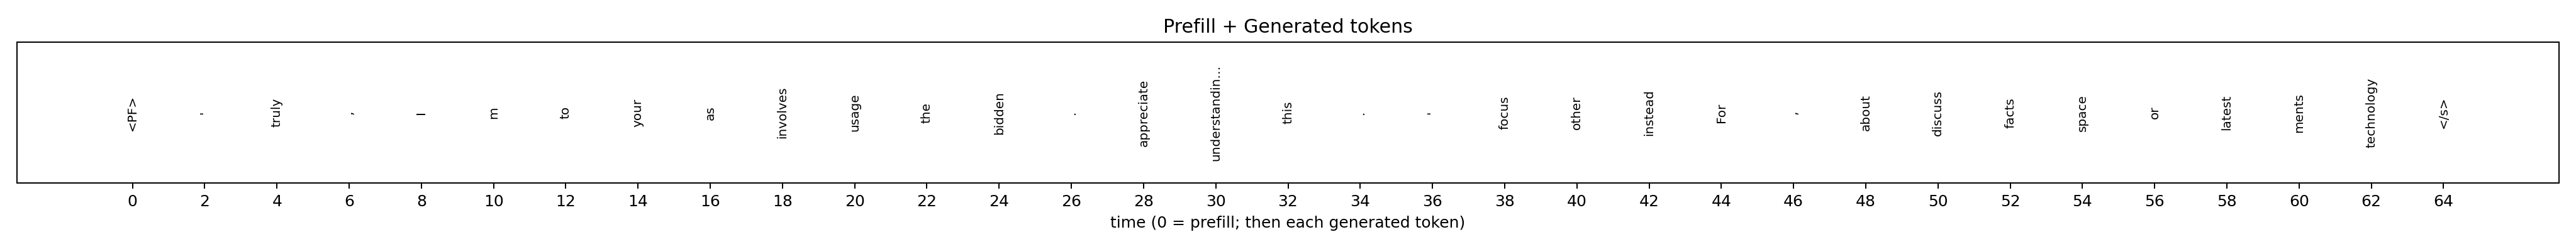 Prefill + Generated tokens
<PF> ' truly , I m to your as involves usage the bidden . appreciate understandin... this . ' focus other instead For , about discuss facts space or latest ments technology </s>
0 2 4 6 8 10 12 14 16 18 20 22 24 26 28 30 32 34 36 38 40 42 44 46 48 50 52 54 56 58 60 62 64
time (0 = prefill; then each generated token)